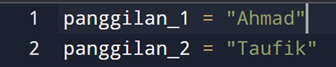 1 panggilan_1 = "Ahmad"
2 panggilan_2 = "Taufik"